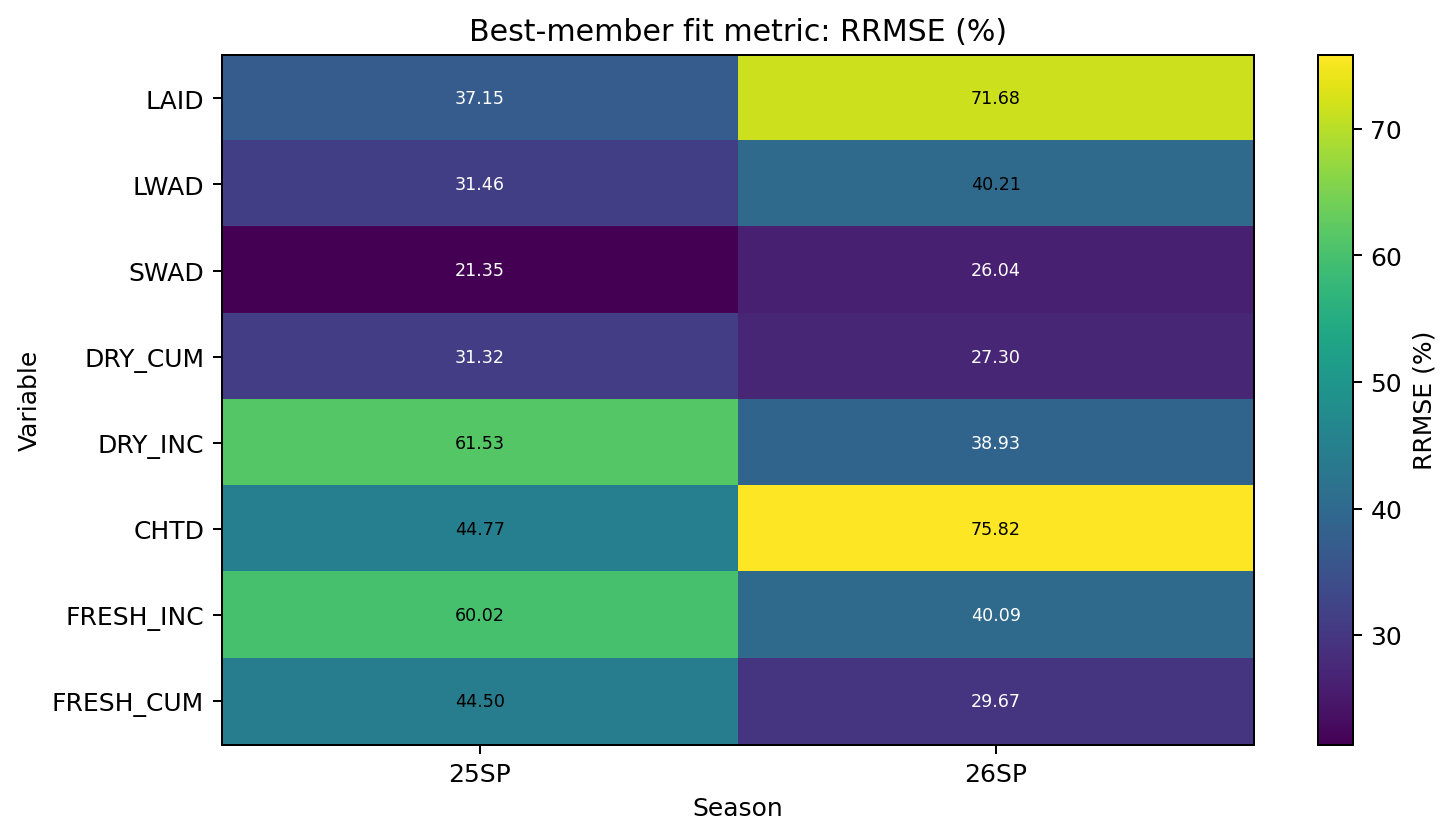 Best-member fit metric: RRMSE (%)
Variable
LAID 37.15 71.68
LWAD 31.46 40.21
SWAD 21.35 26.04
DRY_CUM 31.32 27.30
DRY_INC 61.53 38.93
CHTD 44.77 75.82
FRESH_INC 60.02 40.09
FRESH_CUM 44.50 29.67
25SP 26SP
Season
70
60
50
40
30
RRMSE (%)